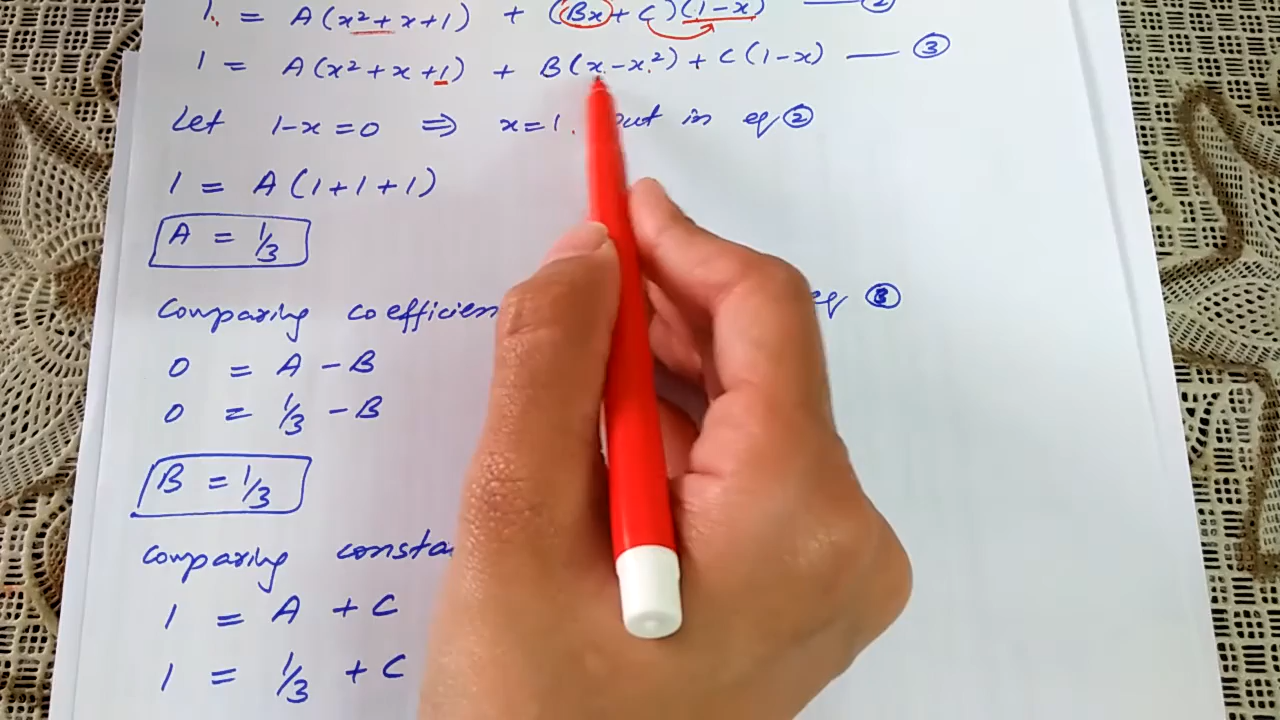 1 = A(x²+x+1) + (Bx+C)(1-x) — ②
1 = A(x²+x+1) + B(x-x²)+C(1-x) — ③
Let 1-x=0 ⇒ x=1. put in eq ②
1 = A(1+1+1)
A = 1/3
Comparing eq ③
0 = A - B
0 = 1/3 - B
B = 1/3
Comparing
1 = A + C
1 = 1/3 + C